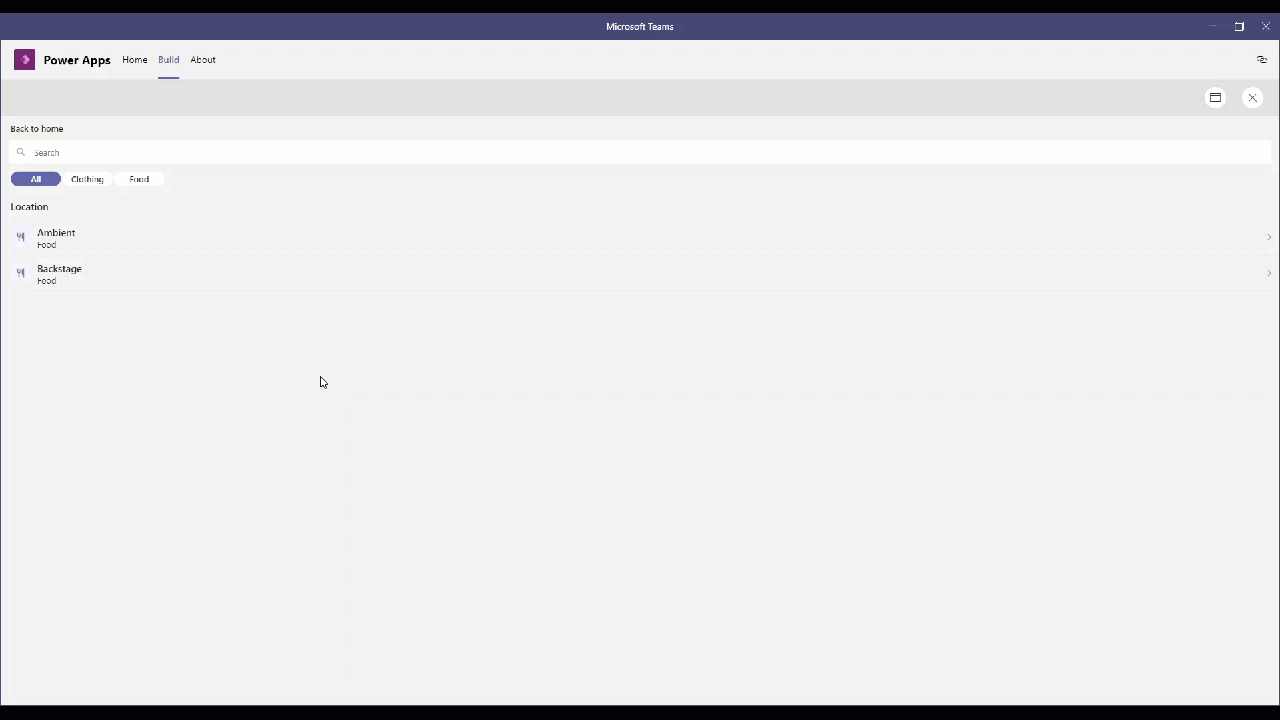 Microsoft Teams
Power Apps Home Build About
Back to home
Search
All Clothing Food
Location
Ambient
Food
Backstage
Food